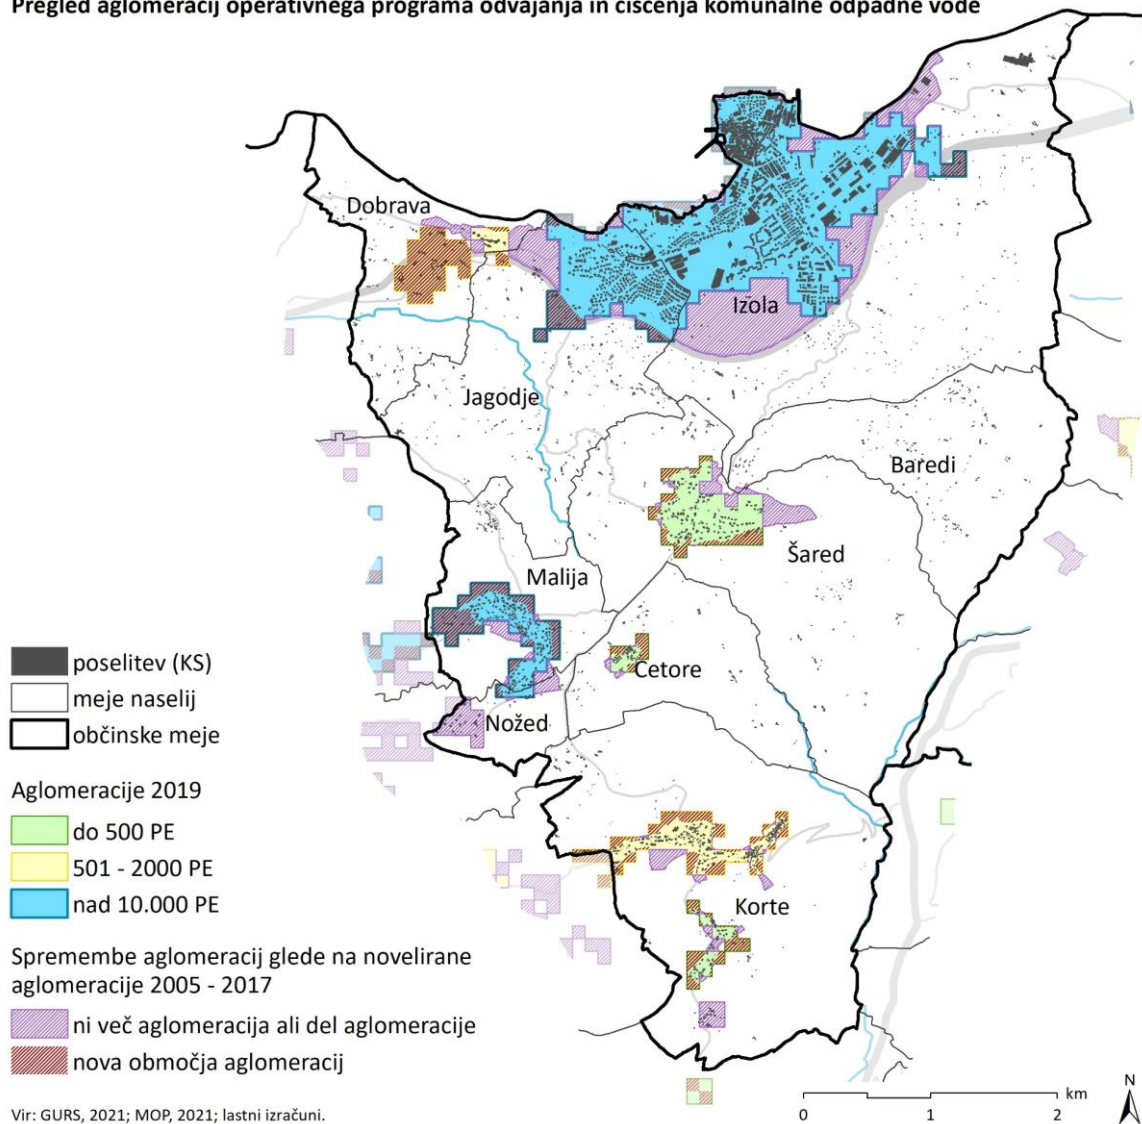 Pregled aglomeracij operativnega programa odvajanja in čiščenja komunalne odpadne vode
Dobrava
Izola
Jagodje
Baredi
Šared
Malija
Cetore
Nožed
Korte
poselitev (KS)
meje naselij
občinske meje
Aglomeracije 2019
do 500 PE
501 - 2000 PE
nad 10.000 PE
Spremembe aglomeracij glede na novelirane
aglomeracije 2005 - 2017
ni več aglomeracija ali del aglomeracije
nova območja aglomeracij
Vir: GURS, 2021; MOP, 2021; lastni izračuni.
km
0 1 2
N